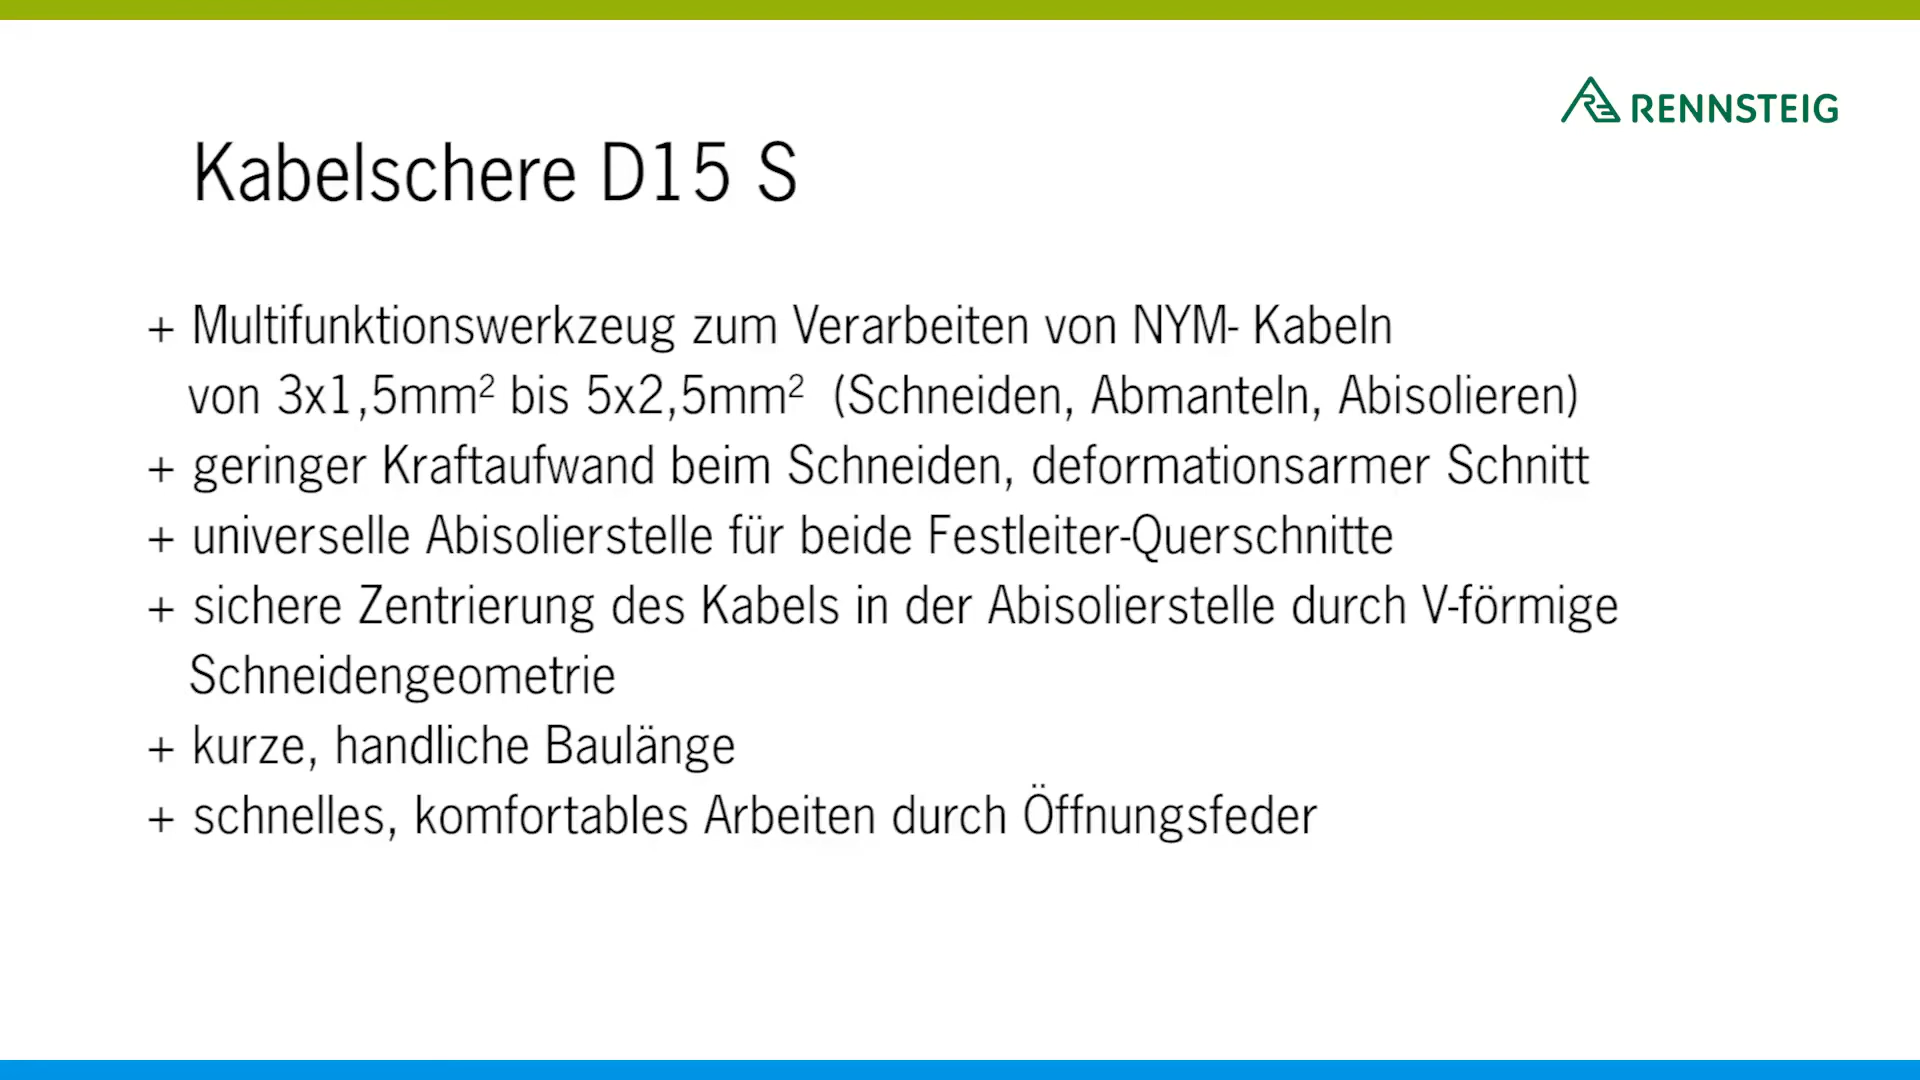 RENNSTEIG
Kabelschere D15 S
+ Multifunktionswerkzeug zum Verarbeiten von NYM- Kabeln
von 3x1,5mm² bis 5x2,5mm² (Schneiden, Abmanteln, Abisolieren)
+ geringer Kraftaufwand beim Schneiden, deformationsarmer Schnitt
+ universelle Abisolierstelle für beide Festleiter-Querschnitte
+ sichere Zentrierung des Kabels in der Abisolierstelle durch V-förmige
Schneidengeometrie
+ kurze, handliche Baulänge
+ schnelles, komfortables Arbeiten durch Öffnungsfeder